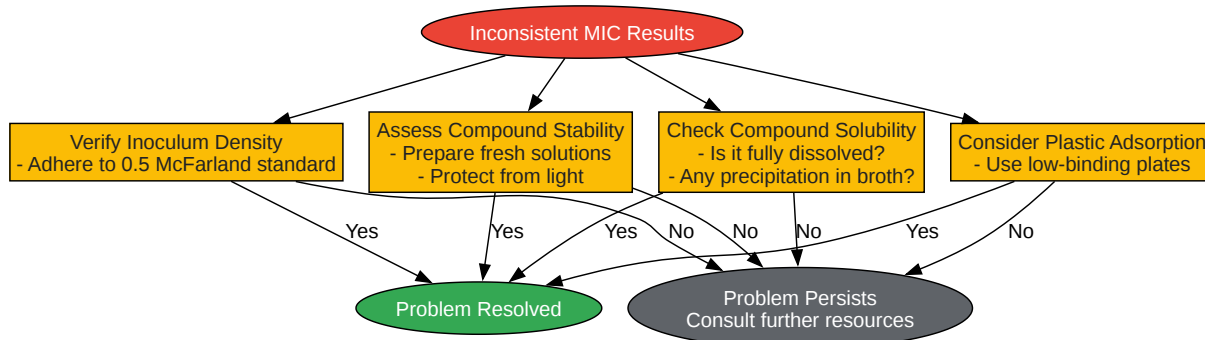 Inconsistent MIC Results
Verify Inoculum Density
- Adhere to 0.5 McFarland standard
Assess Compound Stability
- Prepare fresh solutions
- Protect from light
Check Compound Solubility
- Is it fully dissolved?
- Any precipitation in broth?
Consider Plastic Adsorption
- Use low-binding plates
Yes
Yes
No
No
Yes
No
Yes
No
Problem Resolved
Problem Persists
Consult further resources